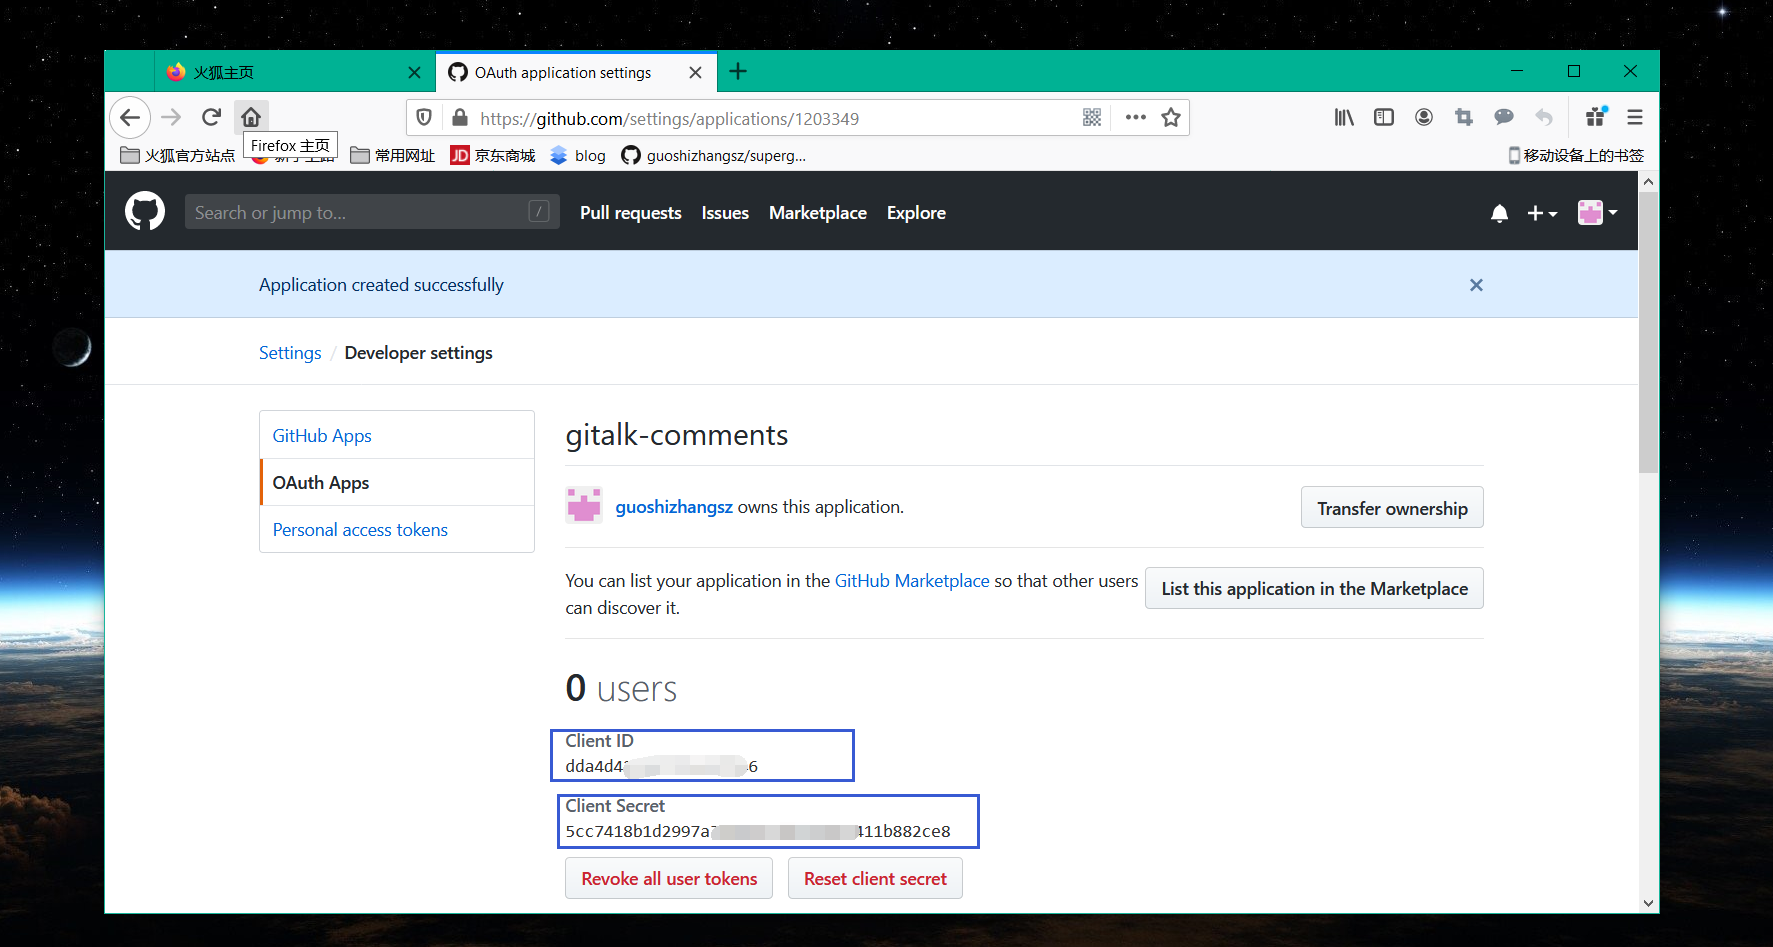 火狐主页
OAuth application settings
https://github.com/settings/applications/1203349
Firefox 主页
火狐官方站点
常用网址
JD 京东商城
blog
guoshizhangsz/superg...
移动设备上的书签
Search or jump to...
/
Pull requests
Issues
Marketplace
Explore
Application created successfully
Settings / Developer settings
GitHub Apps
OAuth Apps
Personal access tokens
gitalk-comments
guoshizhangsz owns this application.
Transfer ownership
You can list your application in the GitHub Marketplace so that other users
can discover it.
List this application in the Marketplace
0 users
Client ID
dda4d4 6
Client Secret
5cc7418b1d2997a 411b882ce8
Revoke all user tokens
Reset client secret